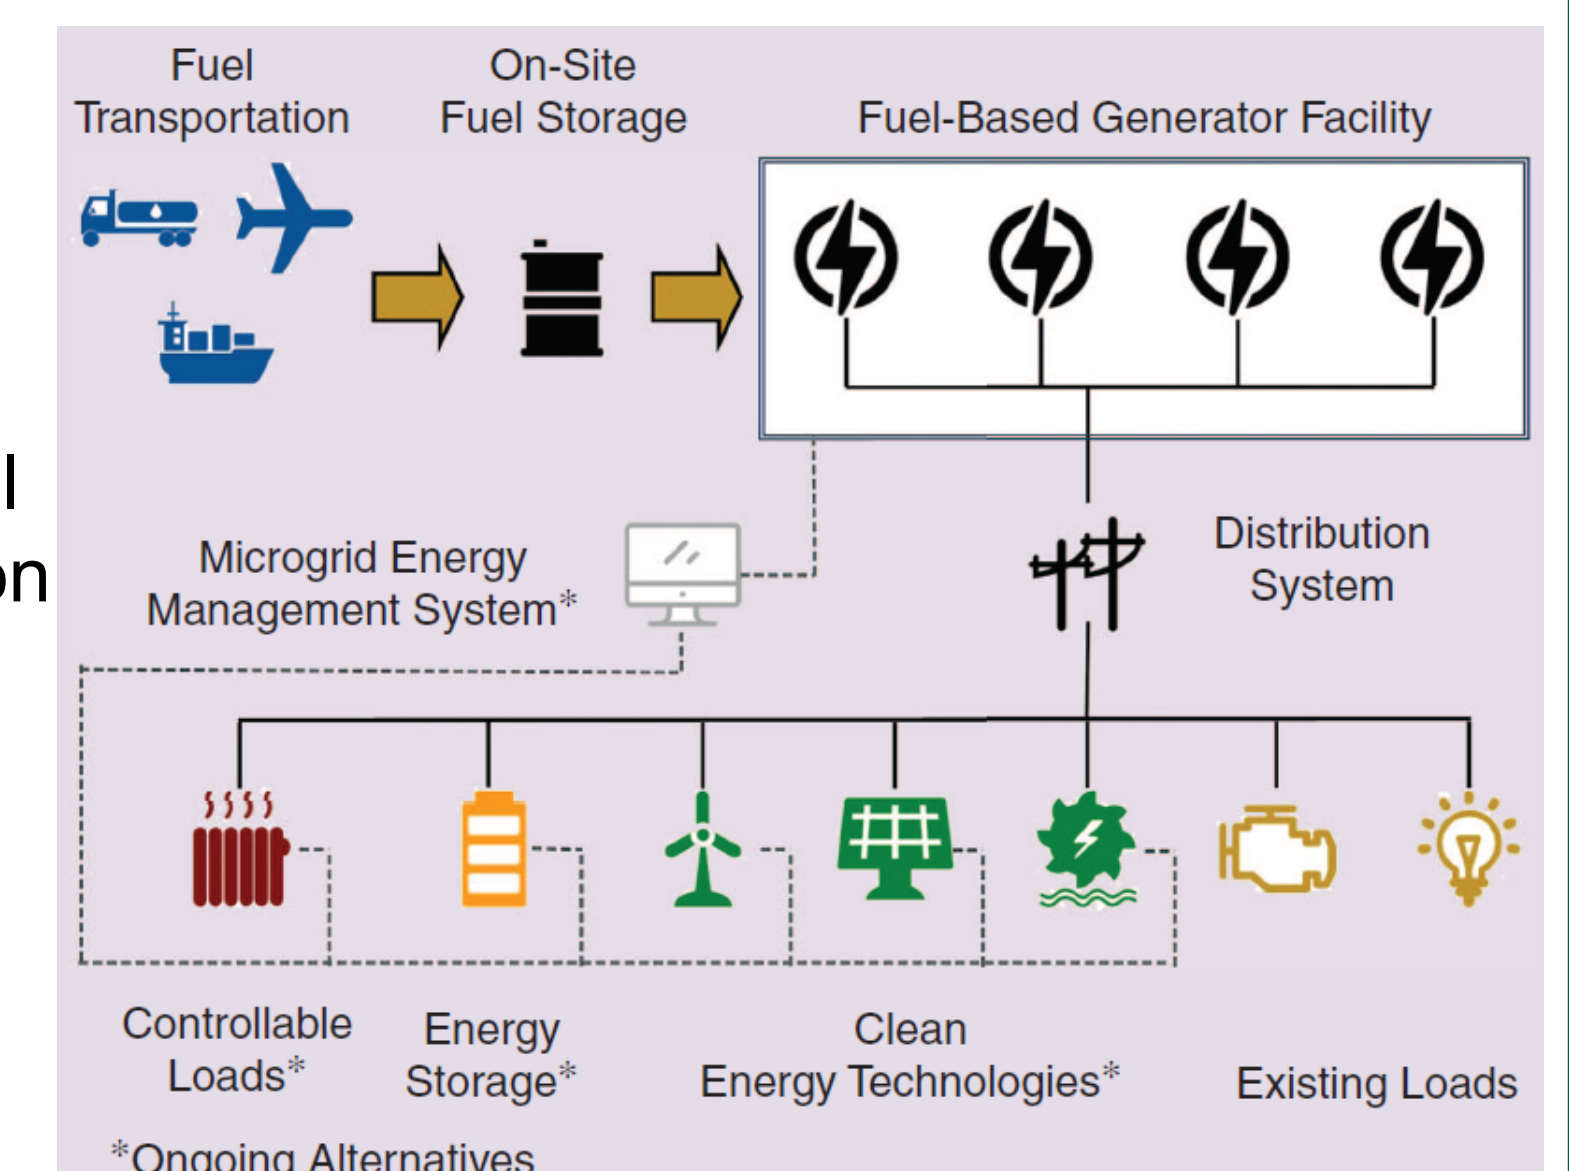 Fuel
Transportation
On-Site
Fuel Storage
Fuel-Based Generator Facility
l
on
Microgrid Energy
Management System*
Distribution
System
Controllable
Loads*
Energy
Storage*
Clean
Energy Technologies*
Existing Loads
*Ongoing Alternatives